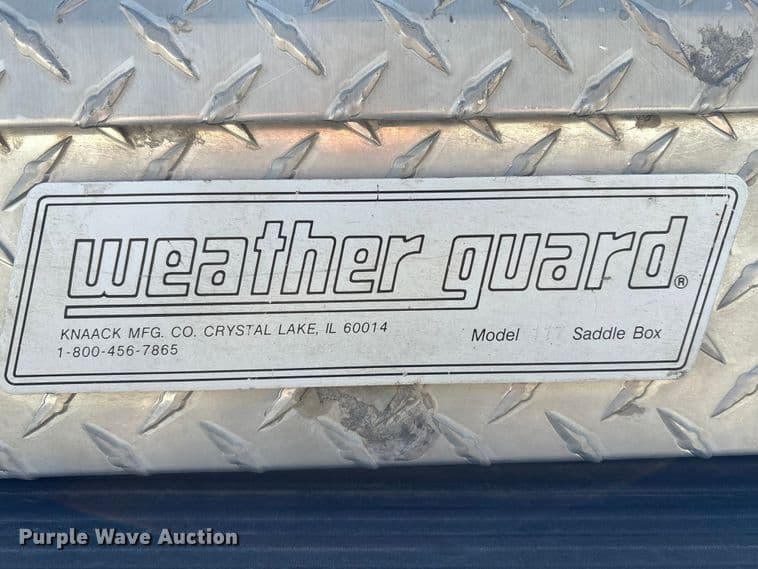 weather guard®
KNAACK MFG. CO. CRYSTAL LAKE, IL 60014
1-800-456-7865
Model Saddle Box
Purple Wave Auction